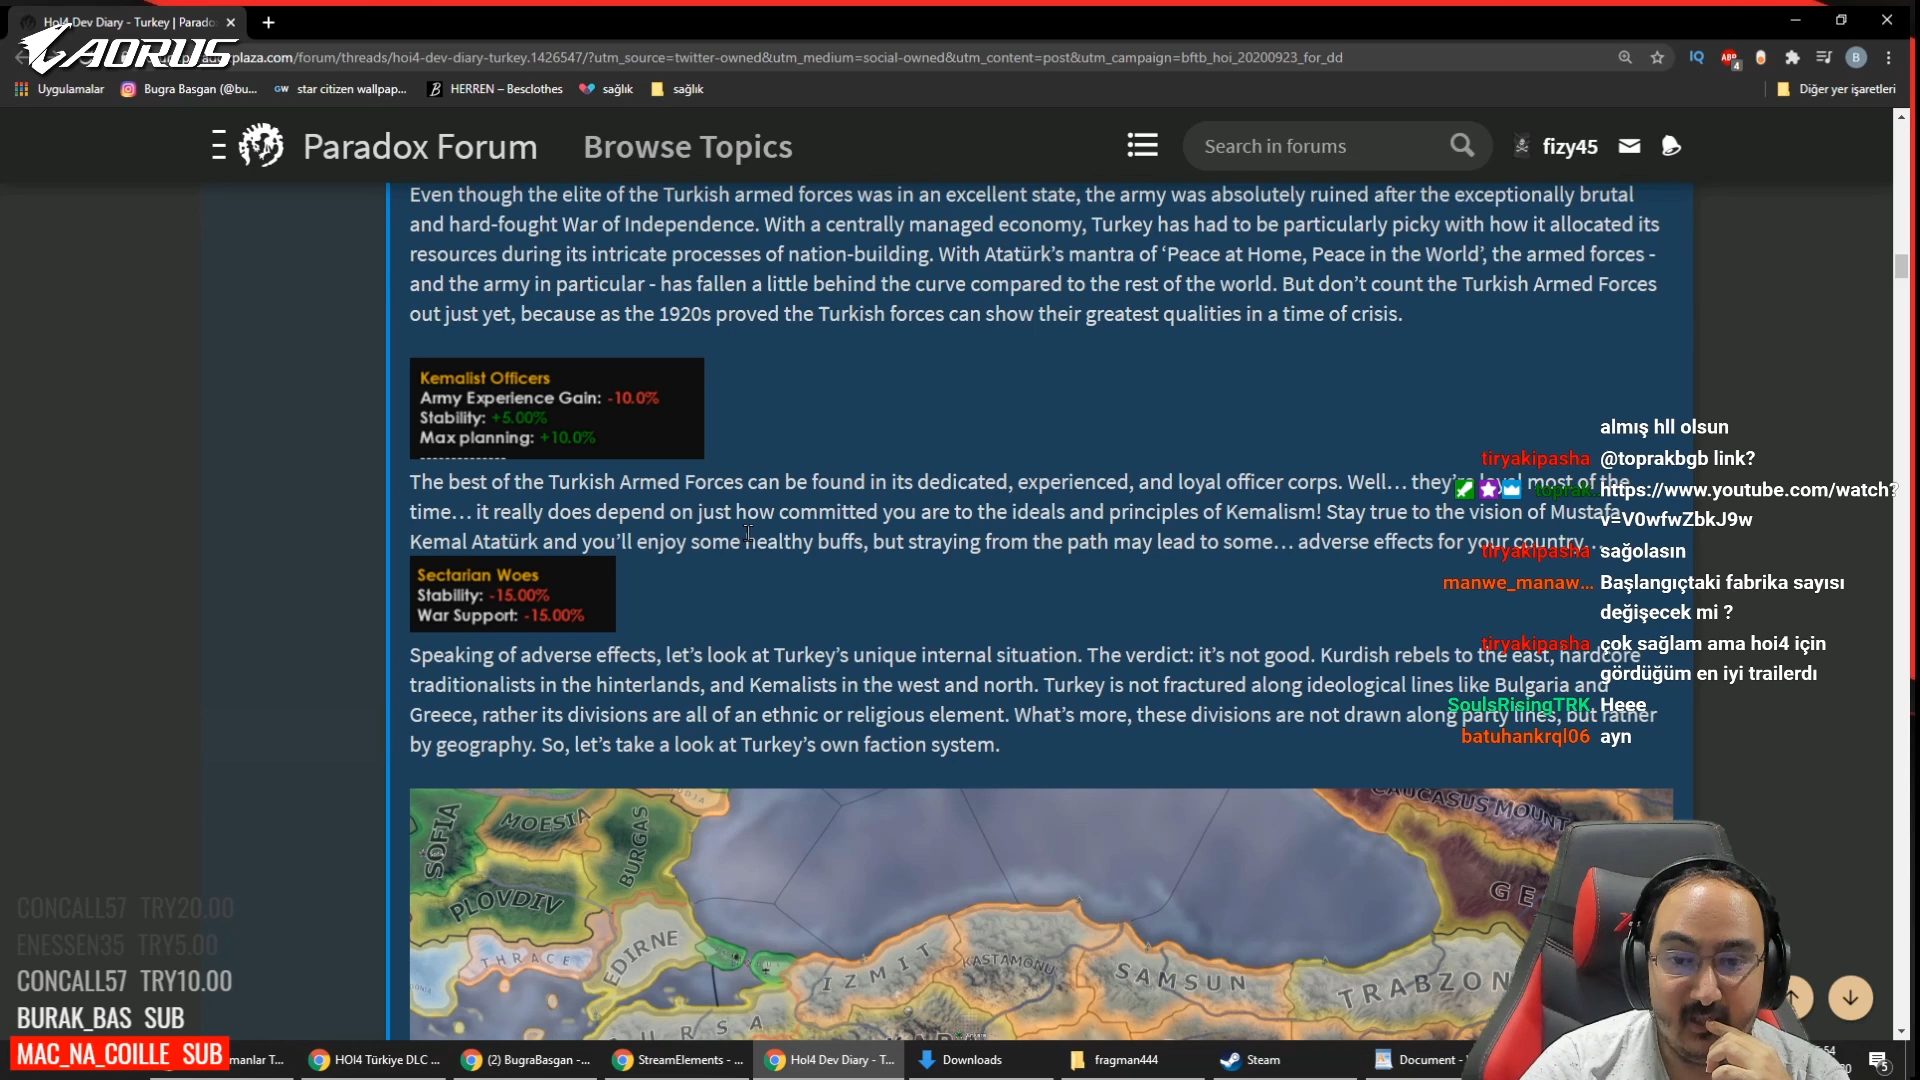 HoI4 Dev Diary - Turkey | Parado
AORUS
plaza.com/forum/threads/hoi4-dev-diary-turkey.1426547/?utm_source=twitter-owned&utm_medium=social-owned&utm_content=post&utm_campaign=bftb_hoi_20200923_for_dd
IQ
ABP
4
B
Uygulamalar
Bugra Basgan (@bu...
GW
star citizen wallpap...
B
HERREN – Besclothes
sağlık
sağlık
Diğer yer işaretleri
Paradox Forum
Browse Topics
Search in forums
fizy45
Even though the elite of the Turkish armed forces was in an excellent state, the army was absolutely ruined after the exceptionally brutal
and hard-fought War of Independence. With a centrally managed economy, Turkey has had to be particularly picky with how it allocated its
resources during its intricate processes of nation-building. With Atatürk's mantra of ‘Peace at Home, Peace in the World’, the armed forces -
and the army in particular - has fallen a little behind the curve compared to the rest of the world. But don't count the Turkish Armed Forces
out just yet, because as the 1920s proved the Turkish forces can show their greatest qualities in a time of crisis.
Kemalist Officers
Army Experience Gain: -10.0%
Stability: +5.00%
Max planning: +10.0%
--------------
The best of the Turkish Armed Forces can be found in its dedicated, experienced, and loyal officer corps. Well… they're loyal most of the
time… it really does depend on just how committed you are to the ideals and principles of Kemalism! Stay true to the vision of Mustafa
Kemal Atatürk and you'll enjoy some healthy buffs, but straying from the path may lead to some… adverse effects for your country…
Sectarian Woes
Stability: -15.00%
War Support: -15.00%
Speaking of adverse effects, let's look at Turkey's unique internal situation. The verdict: it's not good. Kurdish rebels to the east, hardcore
traditionalists in the hinterlands, and Kemalists in the west and north. Turkey is not fractured along ideological lines like Bulgaria and
Greece, rather its divisions are all of an ethnic or religious element. What's more, these divisions are not drawn along party lines, but rather
by geography. So, let's take a look at Turkey's own faction system.
almış hll olsun
tiryakipasha @toprakbgb link?
toprak... https://www.youtube.com/watch?
v=V0wfwZbkJ9w
tiryakipasha sağolasın
manwe_manaw... Başlangıçtaki fabrika sayısı
değişecek mi ?
tiryakipasha çok sağlam ama hoi4 için
gördüğüm en iyi trailerdı
SoulsRisingTRK Heee
batuhankrql06 ayn
SOFIA
MOESIA
BURGAS
PLOVDIV
THRACE
EDIRNE
IZMIT
KASTAMONU
SAMSUN
TRABZON
CAUCASUS MOUNT
GE
CONCALL57 TRY20.00
ENESSEN35 TRY5.00
CONCALL57 TRY10.00
BURAK_BAS SUB
MAC_NA_COILLE SUB
manlar T...
HOI4 Türkiye DLC ...
(2) BugraBasgan -...
StreamElements - ...
HoI4 Dev Diary - T...
Downloads
fragman444
Steam
Document -
5